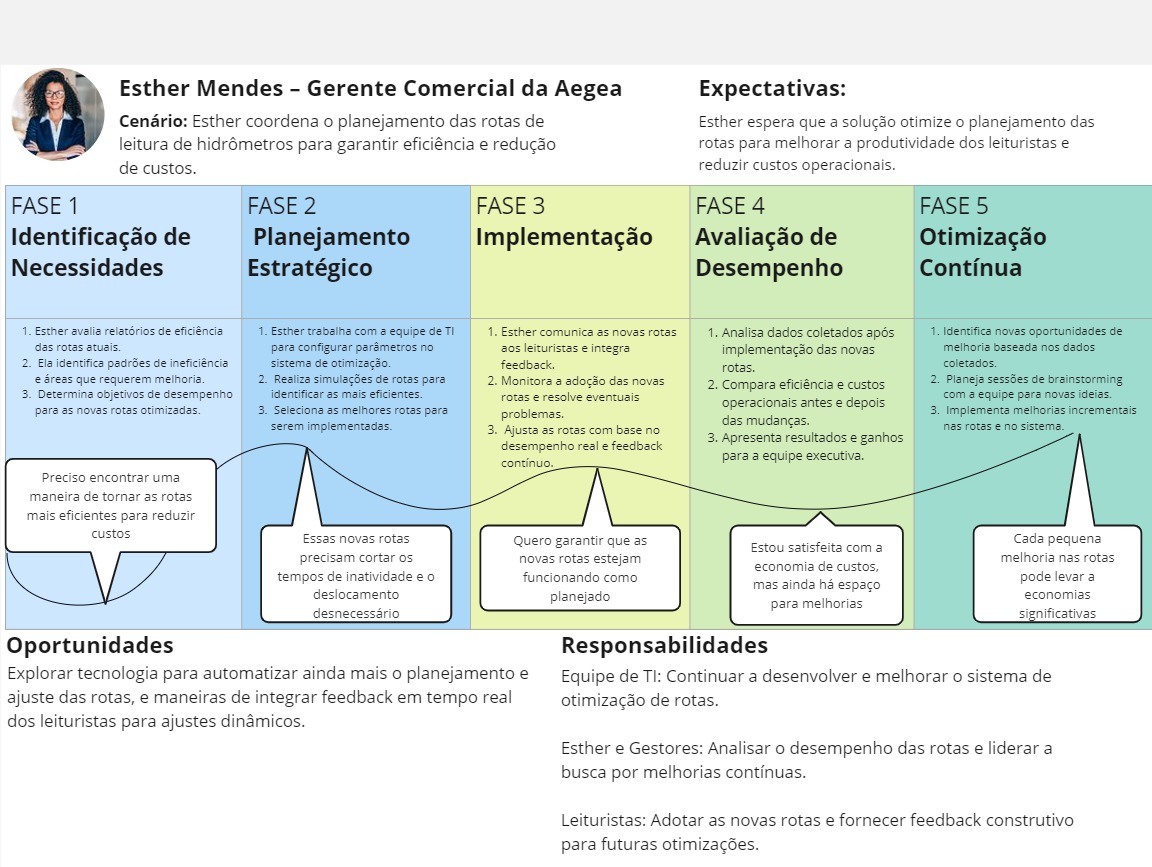 Esther Mendes – Gerente Comercial da Aegea
Cenário: Esther coordena o planejamento das rotas de
leitura de hidrômetros para garantir eficiência e redução
de custos.
Expectativas:
Esther espera que a solução otimize o planejamento das
rotas para melhorar a produtividade dos leituristas e
reduzir custos operacionais.
FASE 1
Identificação de
Necessidades
FASE 2
Planejamento
Estratégico
FASE 3
Implementação
FASE 4
Avaliação de
Desempenho
FASE 5
Otimização
Contínua
1. Esther avalia relatórios de eficiência
das rotas atuais.
2. Ela identifica padrões de ineficiência
e áreas que requerem melhoria.
3. Determina objetivos de desempenho
para as novas rotas otimizadas.
1. Esther trabalha com a equipe de TI
para configurar parâmetros no
sistema de otimização.
2. Realiza simulações de rotas para
identificar as mais eficientes.
3. Seleciona as melhores rotas para
serem implementadas.
1. Esther comunica as novas rotas
aos leituristas e integra
feedback.
2. Monitora a adoção das novas
rotas e resolve eventuais
problemas.
3. Ajusta as rotas com base no
desempenho real e feedback
contínuo.
1. Analisa dados coletados após
implementação das novas
rotas.
2. Compara eficiência e custos
operacionais antes e depois
das mudanças.
3. Apresenta resultados e ganhos
para a equipe executiva.
1. Identifica novas oportunidades de
melhoria baseada nos dados
coletados.
2. Planeja sessões de brainstorming
com a equipe para novas ideias.
3. Implementa melhorias incrementais
nas rotas e no sistema.
Preciso encontrar uma
maneira de tornar as rotas
mais eficientes para reduzir
custos
Essas novas rotas
precisam cortar os
tempos de inatividade e o
deslocamento
desnecessário
Quero garantir que as
novas rotas estejam
funcionando como
planejado
Estou satisfeita com a
economia de custos,
mas ainda há espaço
para melhorias
Cada pequena
melhoria nas rotas
pode levar a
economias
significativas
Oportunidades
Explorar tecnologia para automatizar ainda mais o planejamento e
ajuste das rotas, e maneiras de integrar feedback em tempo real
dos leituristas para ajustes dinâmicos.
Responsabilidades
Equipe de TI: Continuar a desenvolver e melhorar o sistema de
otimização de rotas.
Esther e Gestores: Analisar o desempenho das rotas e liderar a
busca por melhorias contínuas.
Leituristas: Adotar as novas rotas e fornecer feedback construtivo
para futuras otimizações.